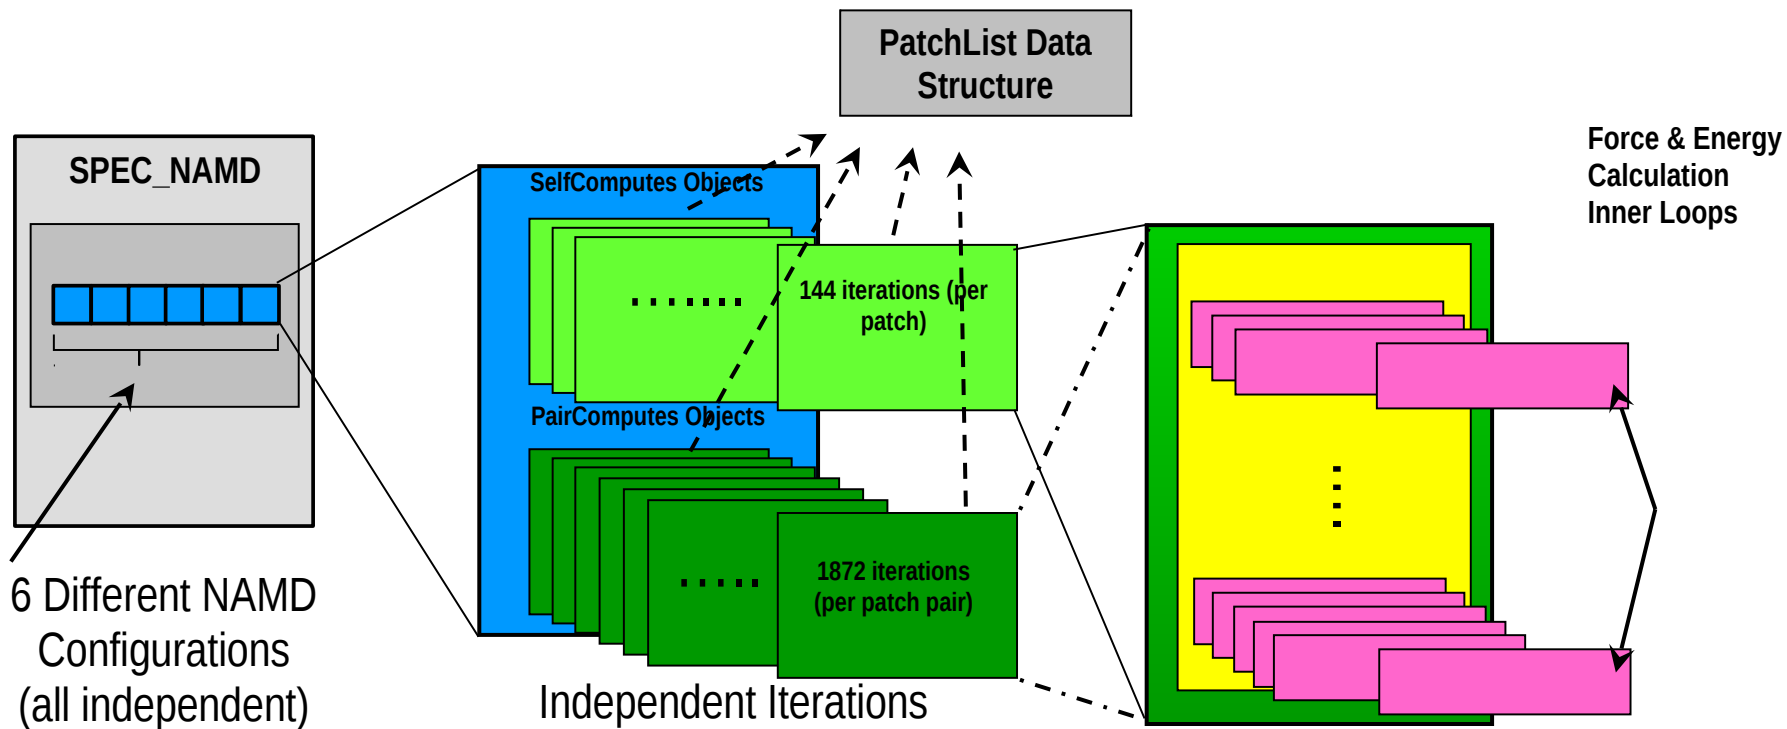 PatchList Data
Structure
SPEC_NAMD
Force & Energy
Calculation
Inner Loops
SelfComputes Objects
144 iterations (per
patch)
PairComputes Objects
1872 iterations
(per patch pair)
6 Different NAMD
Configurations
(all independent)
Independent Iterations